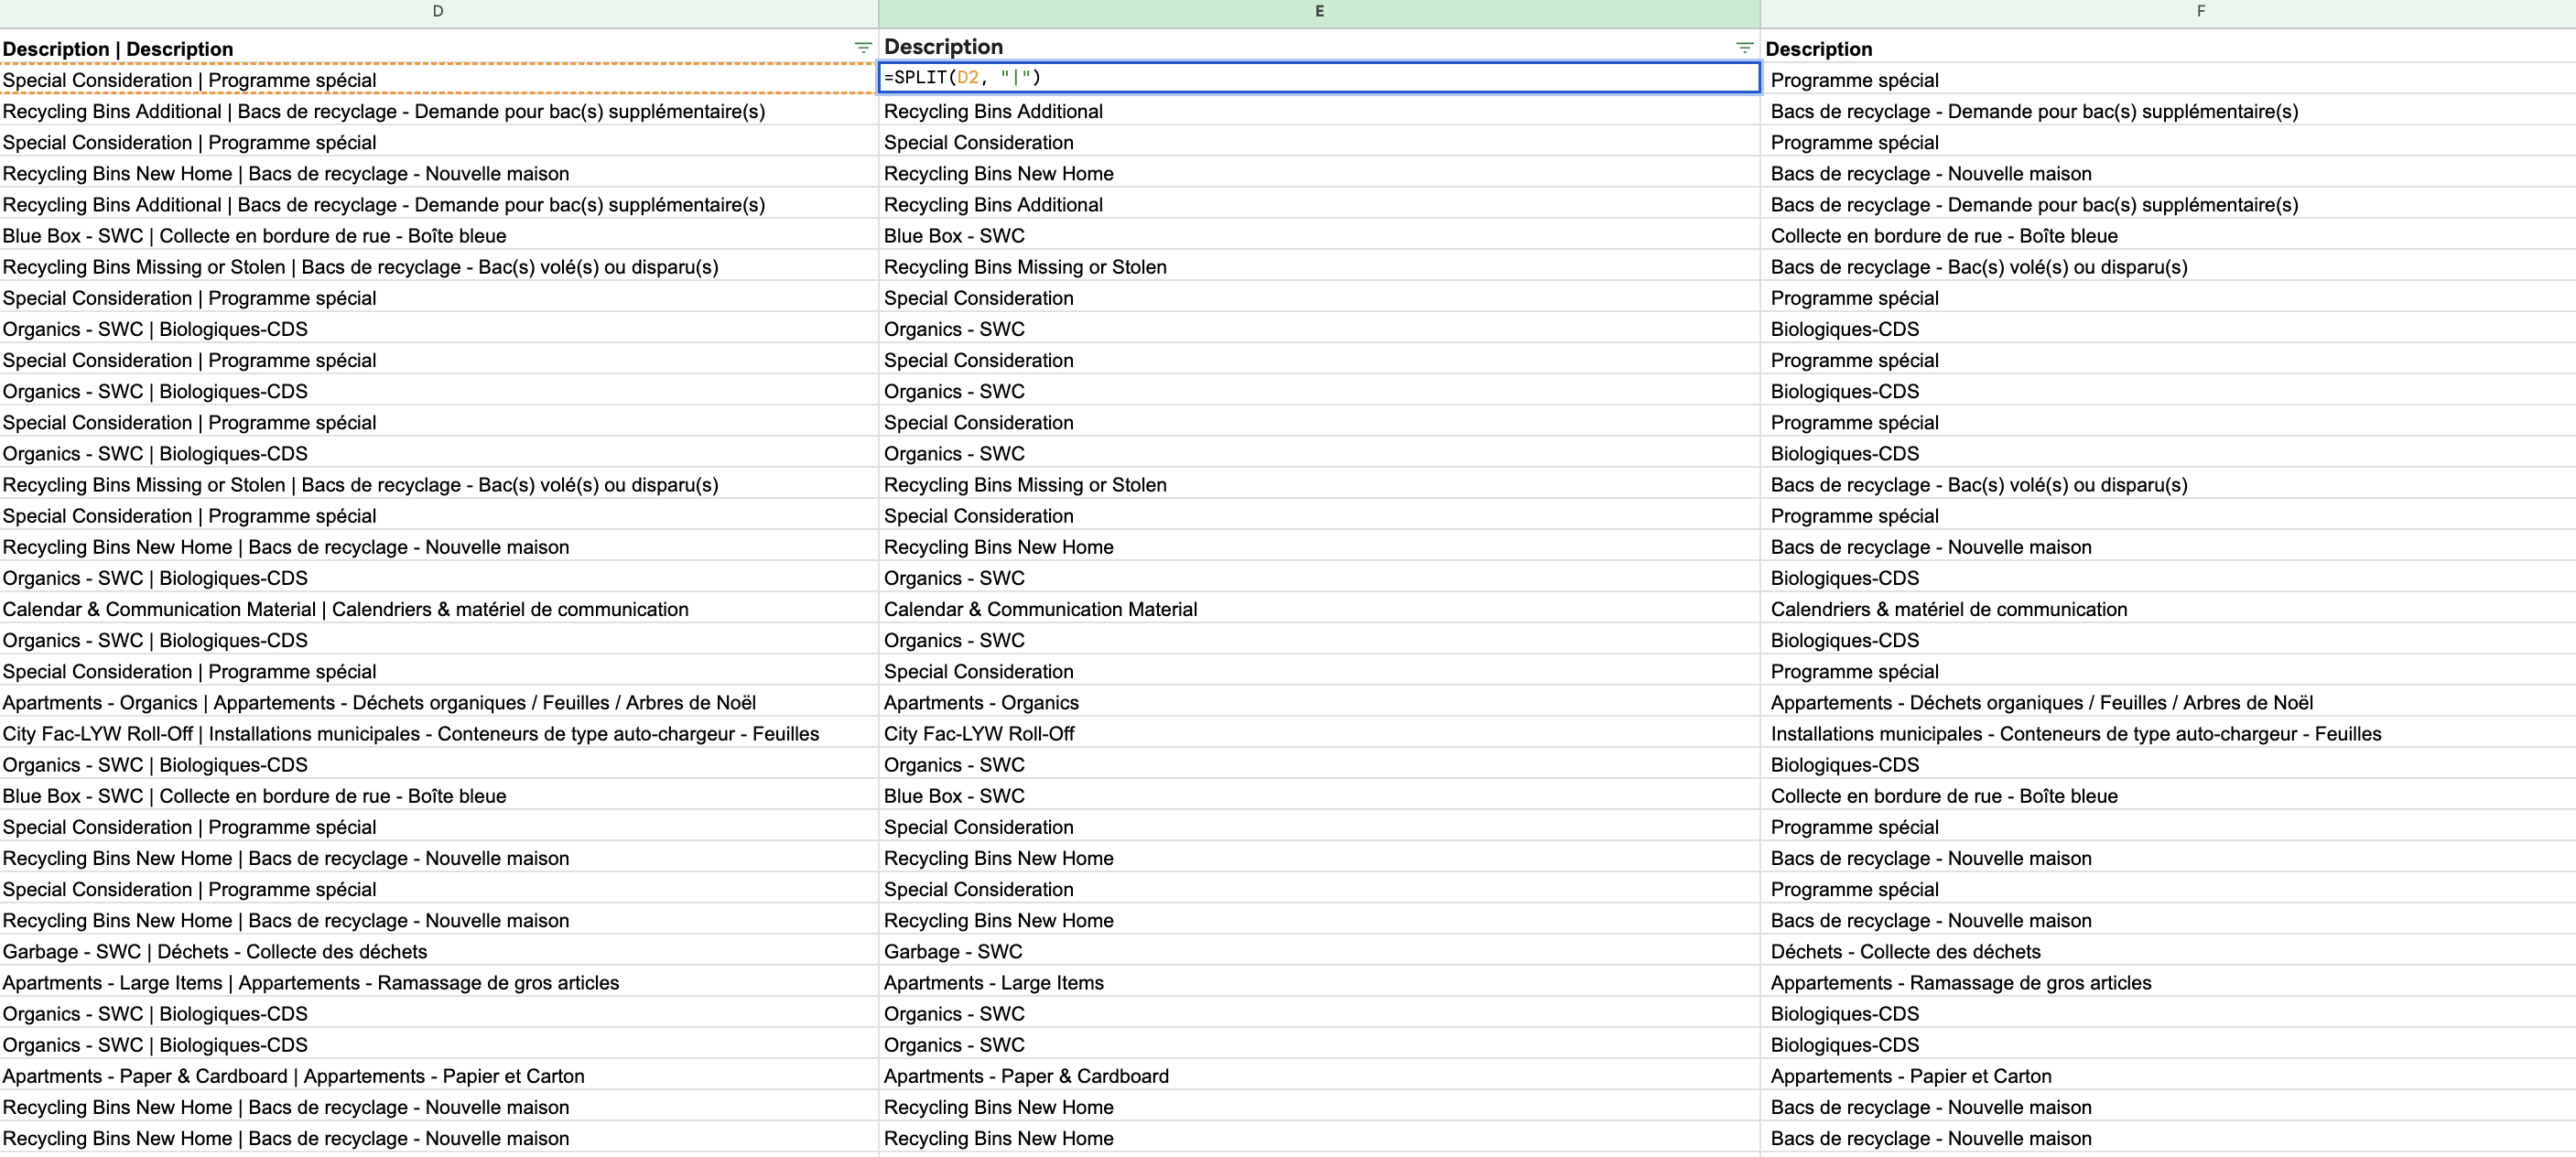 D E F
Description | Description Description Description
Special Consideration | Programme spécial =SPLIT(D2, "|") Programme spécial
Recycling Bins Additional | Bacs de recyclage - Demande pour bac(s) supplémentaire(s) Recycling Bins Additional Bacs de recyclage - Demande pour bac(s) supplémentaire(s)
Special Consideration | Programme spécial Special Consideration Programme spécial
Recycling Bins New Home | Bacs de recyclage - Nouvelle maison Recycling Bins New Home Bacs de recyclage - Nouvelle maison
Recycling Bins Additional | Bacs de recyclage - Demande pour bac(s) supplémentaire(s) Recycling Bins Additional Bacs de recyclage - Demande pour bac(s) supplémentaire(s)
Blue Box - SWC | Collecte en bordure de rue - Boîte bleue Blue Box - SWC Collecte en bordure de rue - Boîte bleue
Recycling Bins Missing or Stolen | Bacs de recyclage - Bac(s) volé(s) ou disparu(s) Recycling Bins Missing or Stolen Bacs de recyclage - Bac(s) volé(s) ou disparu(s)
Special Consideration | Programme spécial Special Consideration Programme spécial
Organics - SWC | Biologiques-CDS Organics - SWC Biologiques-CDS
Special Consideration | Programme spécial Special Consideration Programme spécial
Organics - SWC | Biologiques-CDS Organics - SWC Biologiques-CDS
Special Consideration | Programme spécial Special Consideration Programme spécial
Organics - SWC | Biologiques-CDS Organics - SWC Biologiques-CDS
Recycling Bins Missing or Stolen | Bacs de recyclage - Bac(s) volé(s) ou disparu(s) Recycling Bins Missing or Stolen Bacs de recyclage - Bac(s) volé(s) ou disparu(s)
Special Consideration | Programme spécial Special Consideration Programme spécial
Recycling Bins New Home | Bacs de recyclage - Nouvelle maison Recycling Bins New Home Bacs de recyclage - Nouvelle maison
Organics - SWC | Biologiques-CDS Organics - SWC Biologiques-CDS
Calendar & Communication Material | Calendriers & matériel de communication Calendar & Communication Material Calendriers & matériel de communication
Organics - SWC | Biologiques-CDS Organics - SWC Biologiques-CDS
Special Consideration | Programme spécial Special Consideration Programme spécial
Apartments - Organics | Appartements - Déchets organiques / Feuilles / Arbres de Noël Apartments - Organics Appartements - Déchets organiques / Feuilles / Arbres de Noël
City Fac-LYW Roll-Off | Installations municipales - Conteneurs de type auto-chargeur - Feuilles City Fac-LYW Roll-Off Installations municipales - Conteneurs de type auto-chargeur - Feuilles
Organics - SWC | Biologiques-CDS Organics - SWC Biologiques-CDS
Blue Box - SWC | Collecte en bordure de rue - Boîte bleue Blue Box - SWC Collecte en bordure de rue - Boîte bleue
Special Consideration | Programme spécial Special Consideration Programme spécial
Recycling Bins New Home | Bacs de recyclage - Nouvelle maison Recycling Bins New Home Bacs de recyclage - Nouvelle maison
Special Consideration | Programme spécial Special Consideration Programme spécial
Recycling Bins New Home | Bacs de recyclage - Nouvelle maison Recycling Bins New Home Bacs de recyclage - Nouvelle maison
Garbage - SWC | Déchets - Collecte des déchets Garbage - SWC Déchets - Collecte des déchets
Apartments - Large Items | Appartements - Ramassage de gros articles Apartments - Large Items Appartements - Ramassage de gros articles
Organics - SWC | Biologiques-CDS Organics - SWC Biologiques-CDS
Organics - SWC | Biologiques-CDS Organics - SWC Biologiques-CDS
Apartments - Paper & Cardboard | Appartements - Papier et Carton Apartments - Paper & Cardboard Appartements - Papier et Carton
Recycling Bins New Home | Bacs de recyclage - Nouvelle maison Recycling Bins New Home Bacs de recyclage - Nouvelle maison
Recycling Bins New Home | Bacs de recyclage - Nouvelle maison Recycling Bins New Home Bacs de recyclage - Nouvelle maison